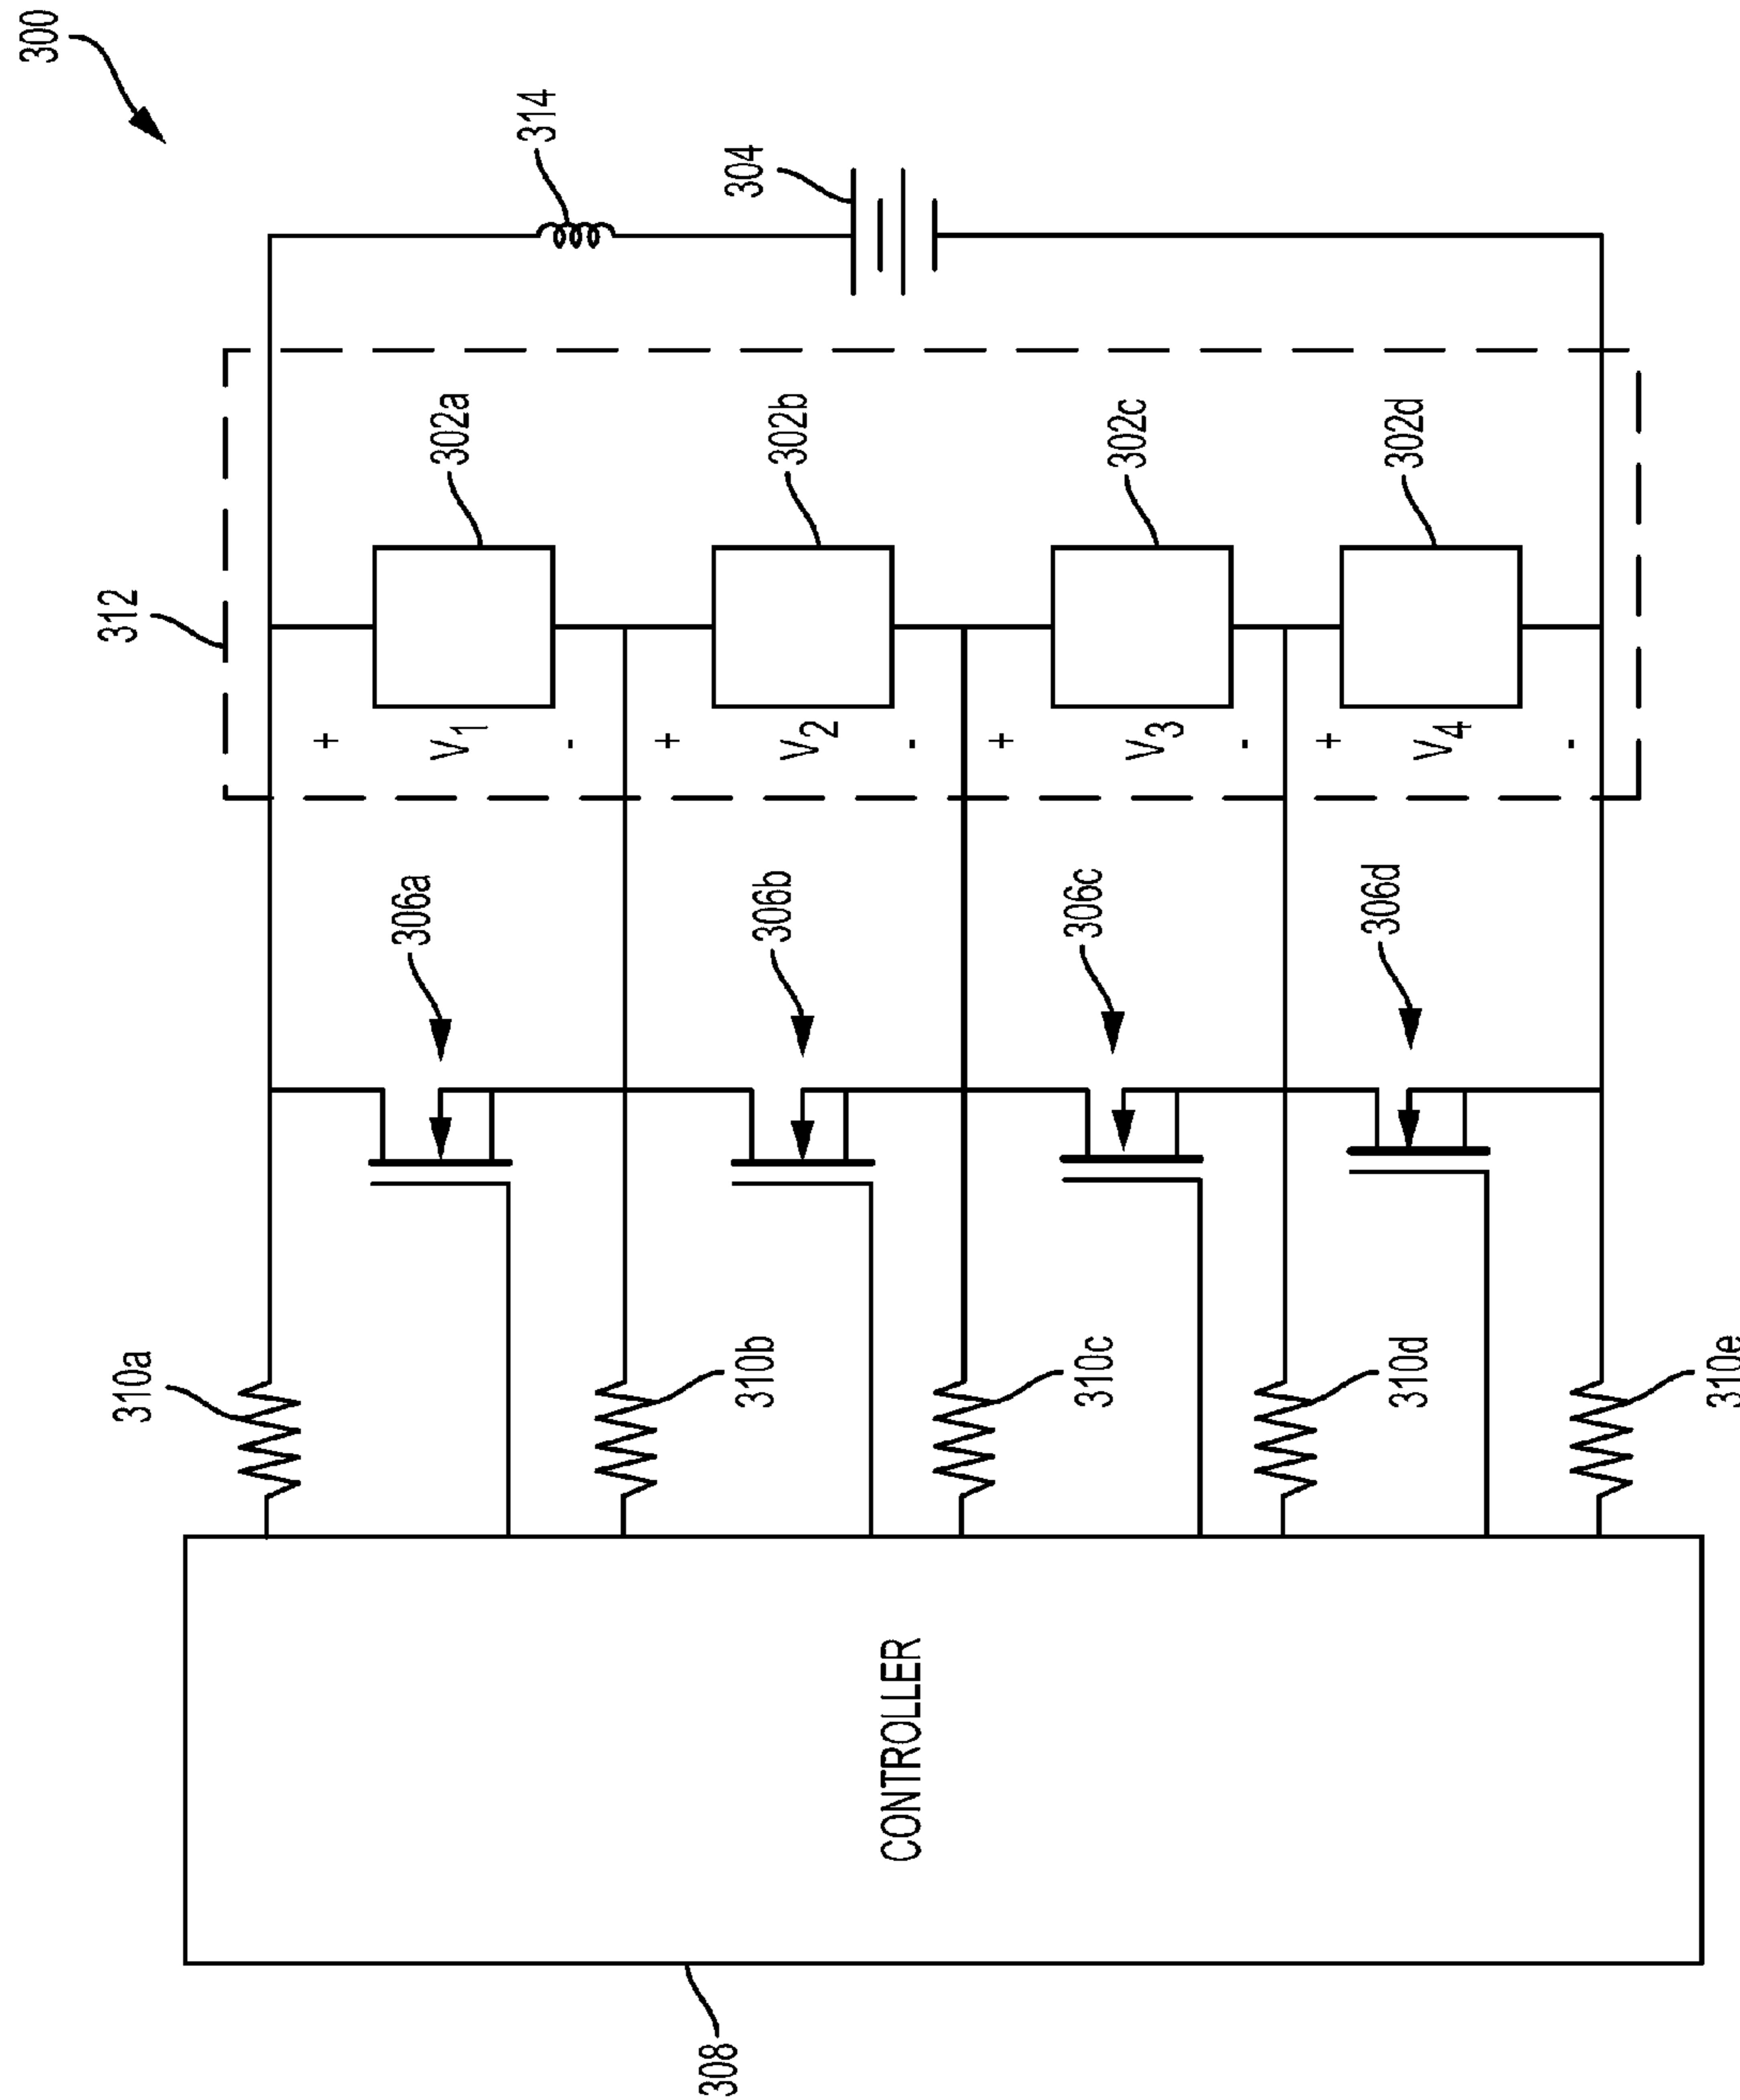 300
314
304
312
302a
302b
302c
302d
+
V1
-
+
V2
-
+
V3
-
+
V4
-
306a
306b
306c
306d
310a
310b
310c
310d
310e
CONTROLLER
308